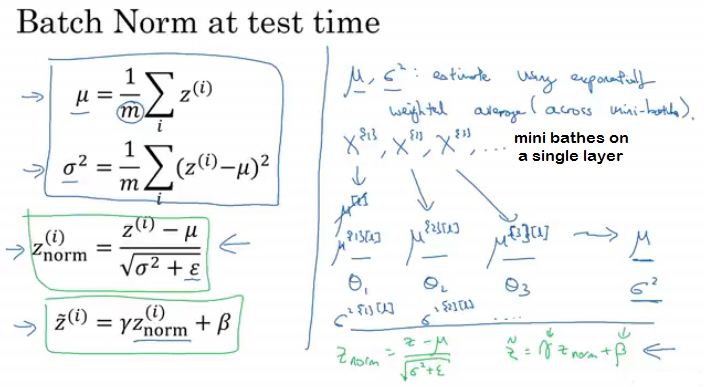 Batch Norm at test time
μ = 1/m ∑_i z^(i)
σ² = 1/m ∑_i (z^(i)−μ)²
z_norm^(i) = (z^(i) − μ)/√(σ² + ε)
z̃^(i) = γz_norm^(i) + β
μ, σ² : estimate using exponentially
weighted average (across mini-batches).
X^{1}, X^{2}, X^{3}, ...
mini bathes on
a single layer
μ^{1}[l] μ^{2}[l] μ^{3}[l] → μ
θ₁ θ₂ θ₃ σ²
σ²^{1}[l] σ²^{2}[l] ....
z_norm = (z − μ)/√(σ²+ε) z̃ = γ z_norm + β